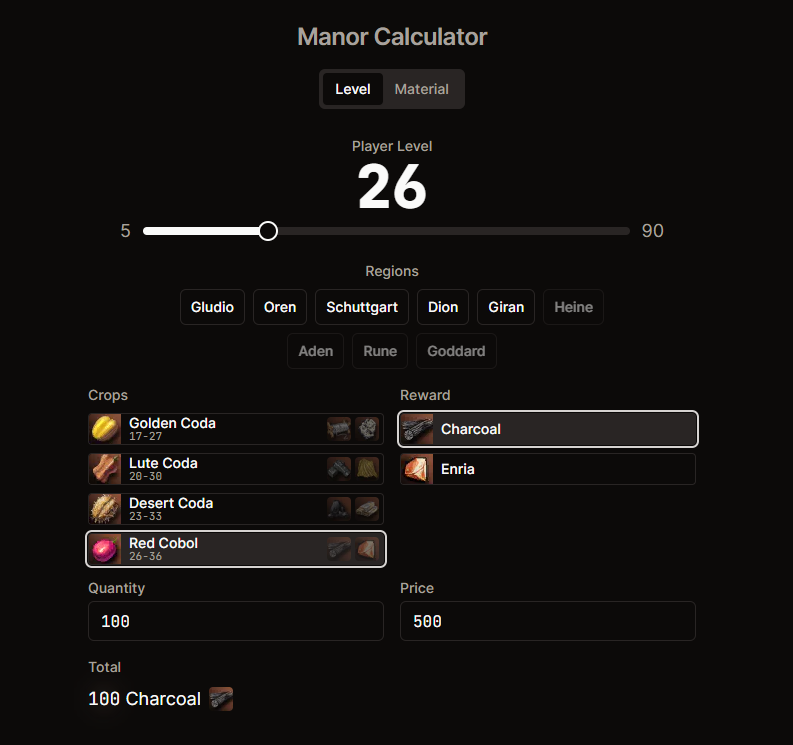 Manor Calculator
Level Material
Player Level
26
5 90
Regions
Gludio Oren Schuttgart Dion Giran Heine
Aden Rune Goddard
Crops Reward
Golden Coda
17-27
Charcoal
Lute Coda
20-30
Enria
Desert Coda
23-33
Red Cobol
26-36
Quantity Price
100 500
Total
100 Charcoal